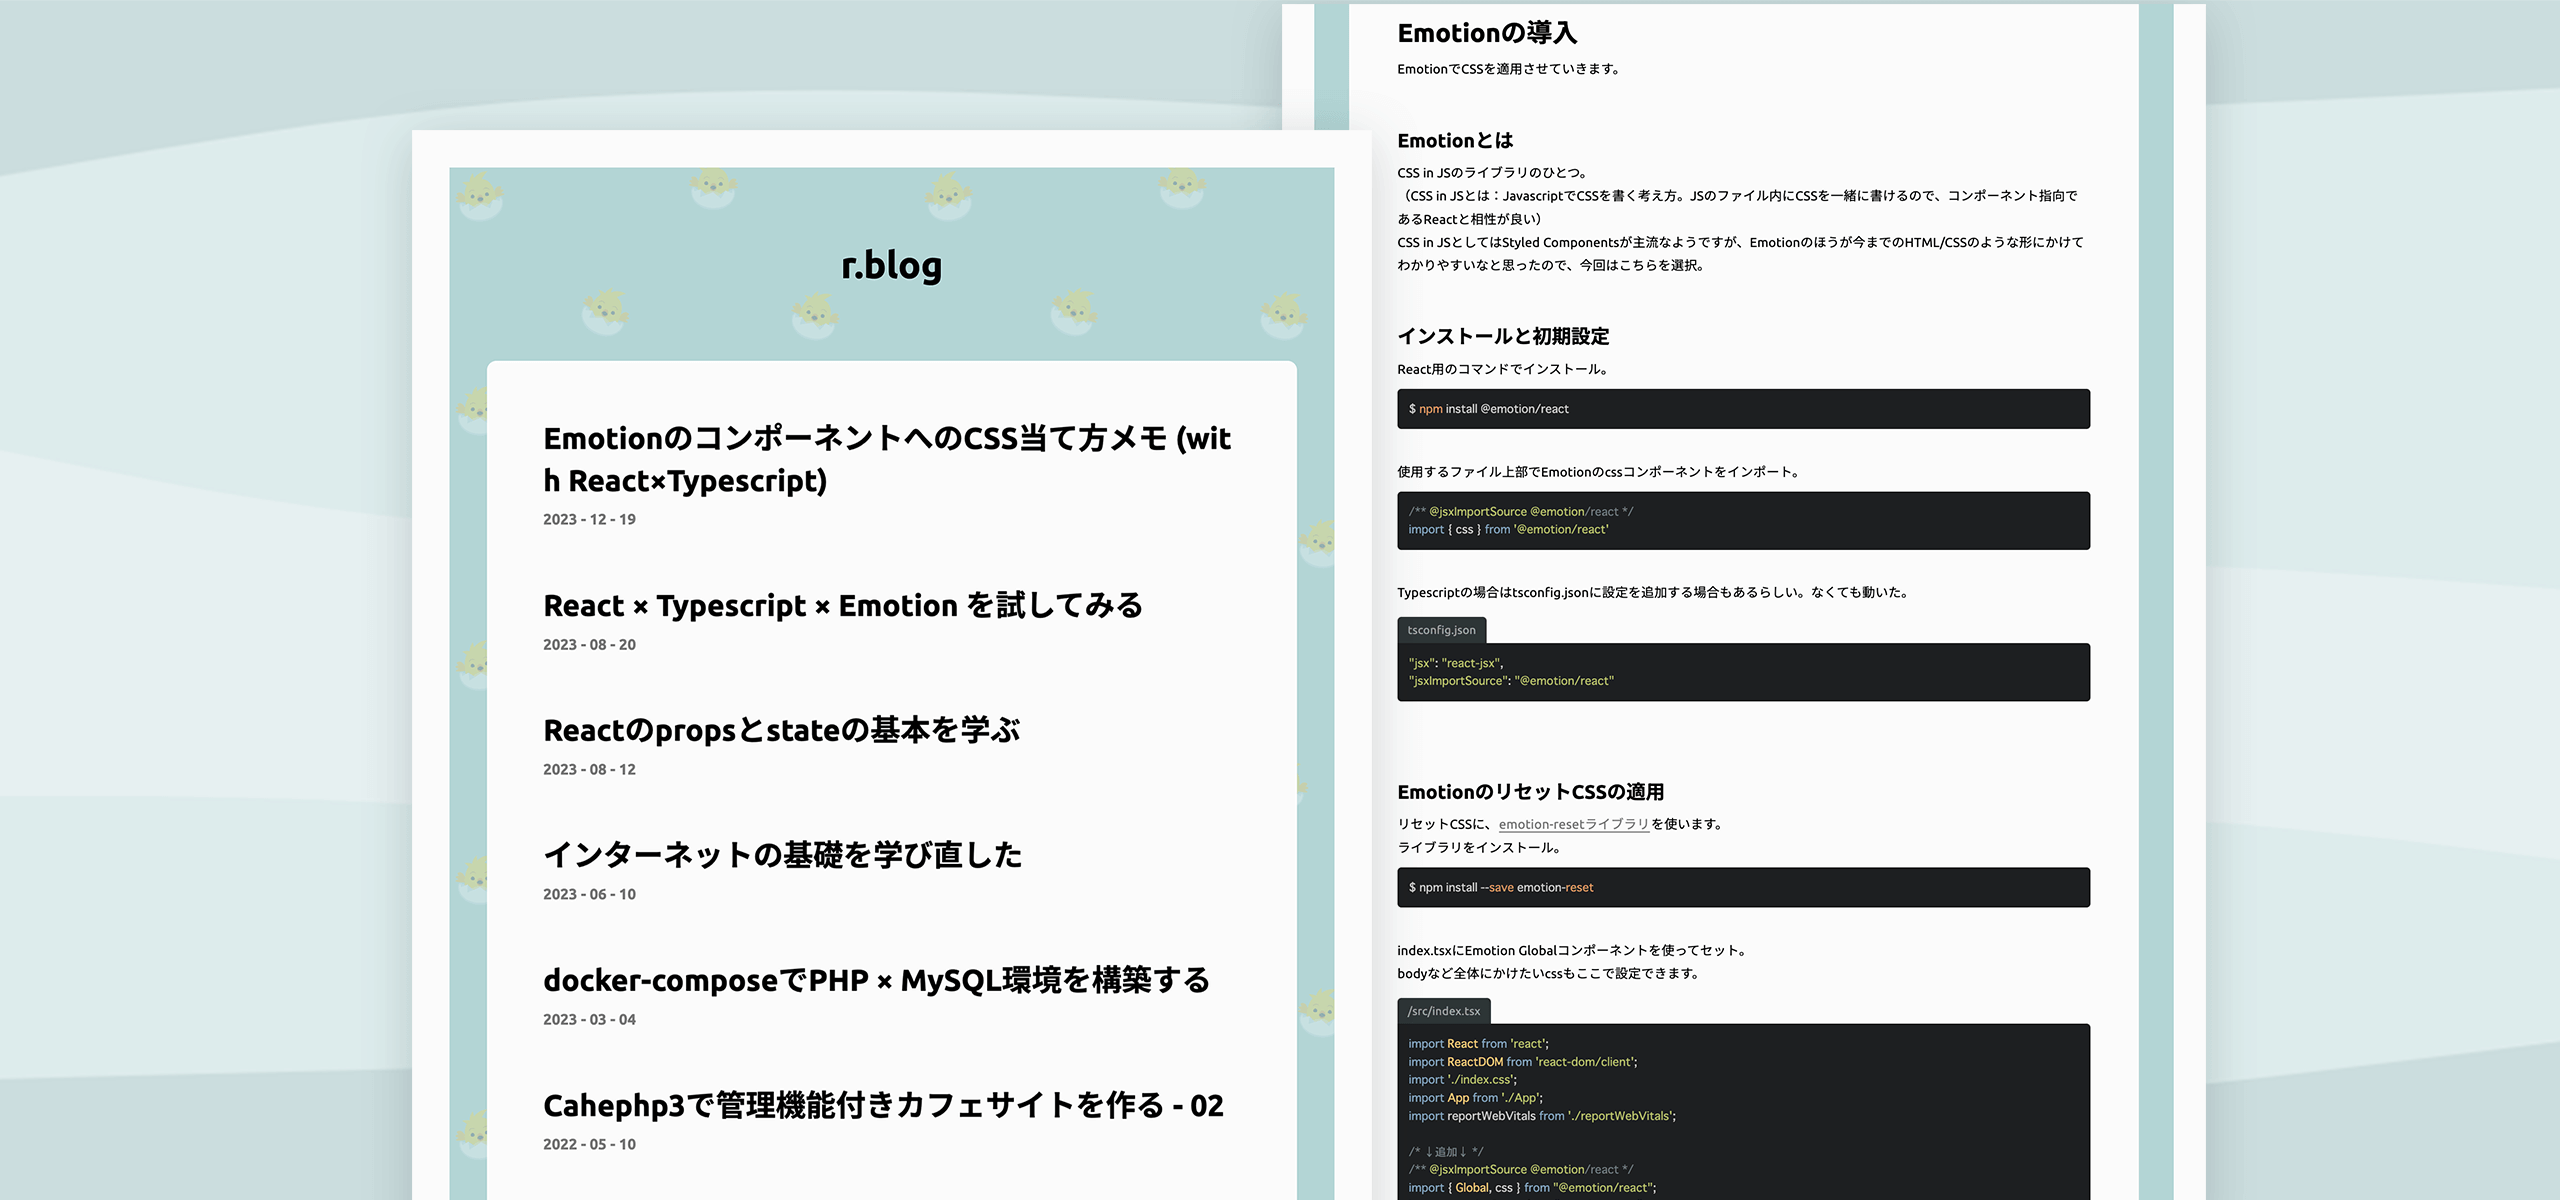 r.blog
EmotionのコンポーネントへのCSS当て方メモ (wit
h React×Typescript)
2023 - 12 - 19
React × Typescript × Emotion を試してみる
2023 - 08 - 20
Reactのpropsとstateの基本を学ぶ
2023 - 08 - 12
インターネットの基礎を学び直した
2023 - 06 - 10
docker-composeでPHP × MySQL環境を構築する
2023 - 03 - 04
Cahephp3で管理機能付きカフェサイトを作る - 02
2022 - 05 - 10
Emotionの導入
EmotionでCSSを適用させていきます。
Emotionとは
CSS in JSのライブラリのひとつ。
（CSS in JSとは：JavascriptでCSSを書く考え方。JSのファイル内にCSSを一緒に書けるので、コンポーネント指向で
あるReactと相性が良い）
CSS in JSとしてはStyled Componentsが主流なようですが、Emotionのほうが今までのHTML/CSSのような形にかけて
わかりやすいなと思ったので、今回はこちらを選択。
インストールと初期設定
React用のコマンドでインストール。
$ npm install @emotion/react
使用するファイル上部でEmotionのcssコンポーネントをインポート。
/** @jsxImportSource @emotion/react */
import { css } from '@emotion/react'
Typescriptの場合はtsconfig.jsonに設定を追加する場合もあるらしい。なくても動いた。
tsconfig.json
"jsx": "react-jsx",
"jsxImportSource": "@emotion/react"
EmotionのリセットCSSの適用
リセットCSSに、emotion-resetライブラリを使います。
ライブラリをインストール。
$ npm install --save emotion-reset
index.tsxにEmotion Globalコンポーネントを使ってセット。
bodyなど全体にかけたいcssもここで設定できます。
/src/index.tsx
import React from 'react';
import ReactDOM from 'react-dom/client';
import './index.css';
import App from './App';
import reportWebVitals from './reportWebVitals';
/* ↓追加↓ */
/** @jsxImportSource @emotion/react */
import { Global, css } from "@emotion/react";